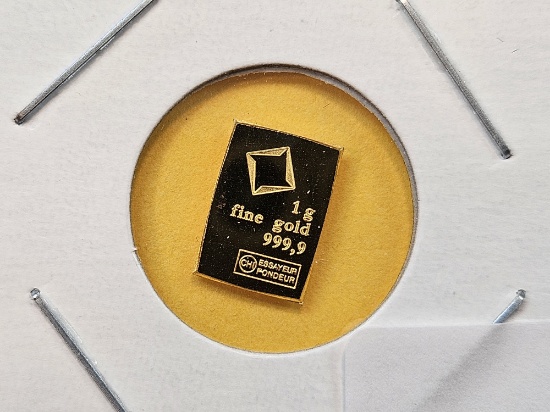 1 g
fine gold
999,9
CHI ESSAYEUR
FONDEUR